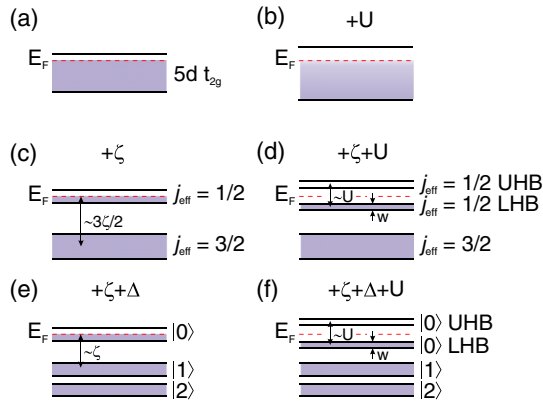 (a)
E_F
5d t_2g
(b)
+U
E_F
(c)
+ζ
E_F
j_eff = 1/2
~3ζ/2
j_eff = 3/2
(d)
+ζ+U
E_F
~U
w
j_eff = 1/2 UHB
j_eff = 1/2 LHB
j_eff = 3/2
(e)
+ζ+Δ
E_F
|0⟩
~ζ
|1⟩
|2⟩
(f)
+ζ+Δ+U
E_F
~U
w
|0⟩ UHB
|0⟩ LHB
|1⟩
|2⟩